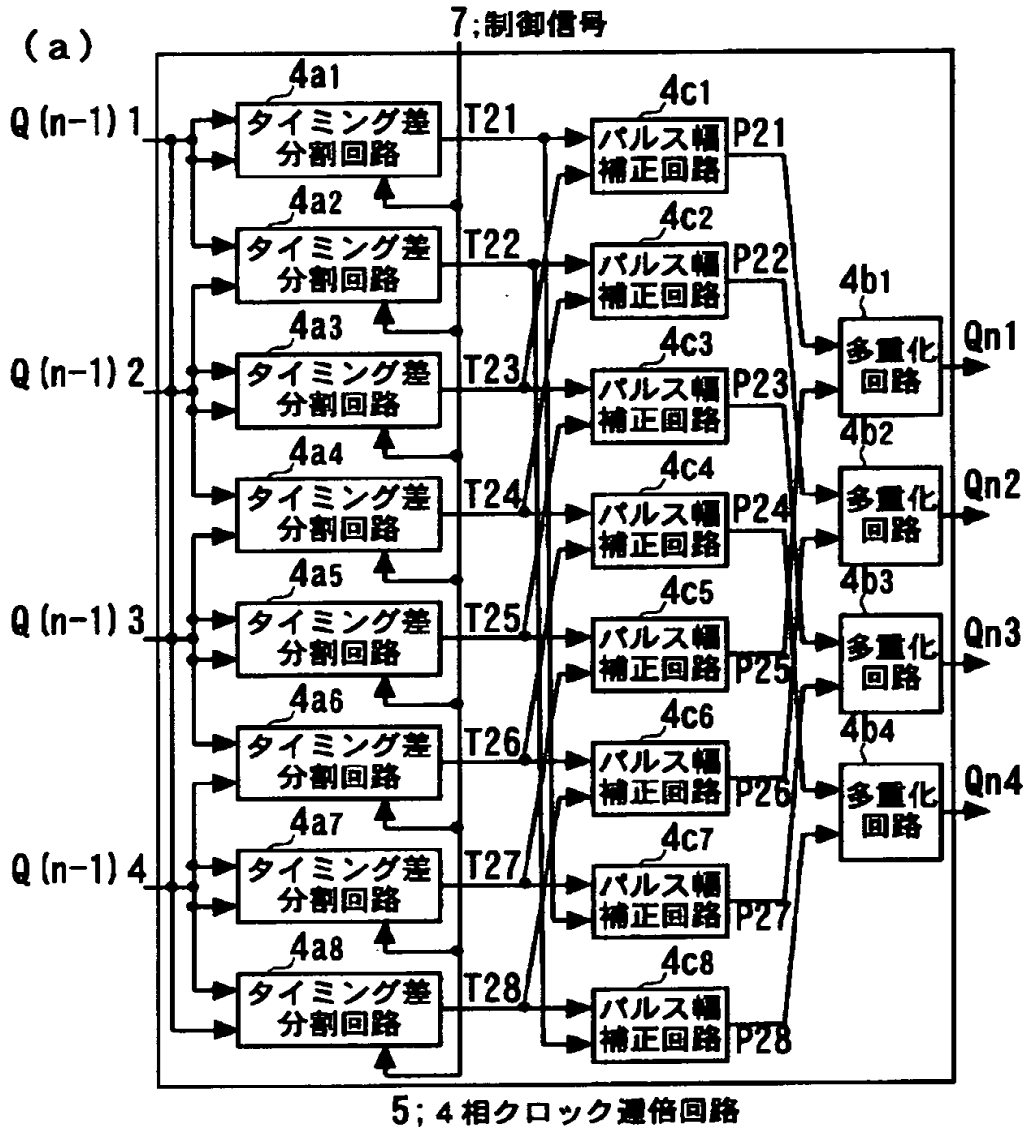 (a)
7;制御信号
Q(n-1)1
4a1
タイミング差
分割回路
T21
4c1
パルス幅
補正回路
P21
4a2
タイミング差
分割回路
T22
4c2
パルス幅
補正回路
P22
4b1
多重化
回路
Qn1
Q(n-1)2
4a3
タイミング差
分割回路
T23
4c3
パルス幅
補正回路
P23
4b2
多重化
回路
Qn2
4a4
タイミング差
分割回路
T24
4c4
パルス幅
補正回路
P24
Q(n-1)3
4a5
タイミング差
分割回路
T25
4c5
パルス幅
補正回路
P25
4b3
多重化
回路
Qn3
4a6
タイミング差
分割回路
T26
4c6
パルス幅
補正回路
P26
4b4
多重化
回路
Qn4
Q(n-1)4
4a7
タイミング差
分割回路
T27
4c7
パルス幅
補正回路
P27
4a8
タイミング差
分割回路
T28
4c8
パルス幅
補正回路
P28
5;4相クロック逓倍回路